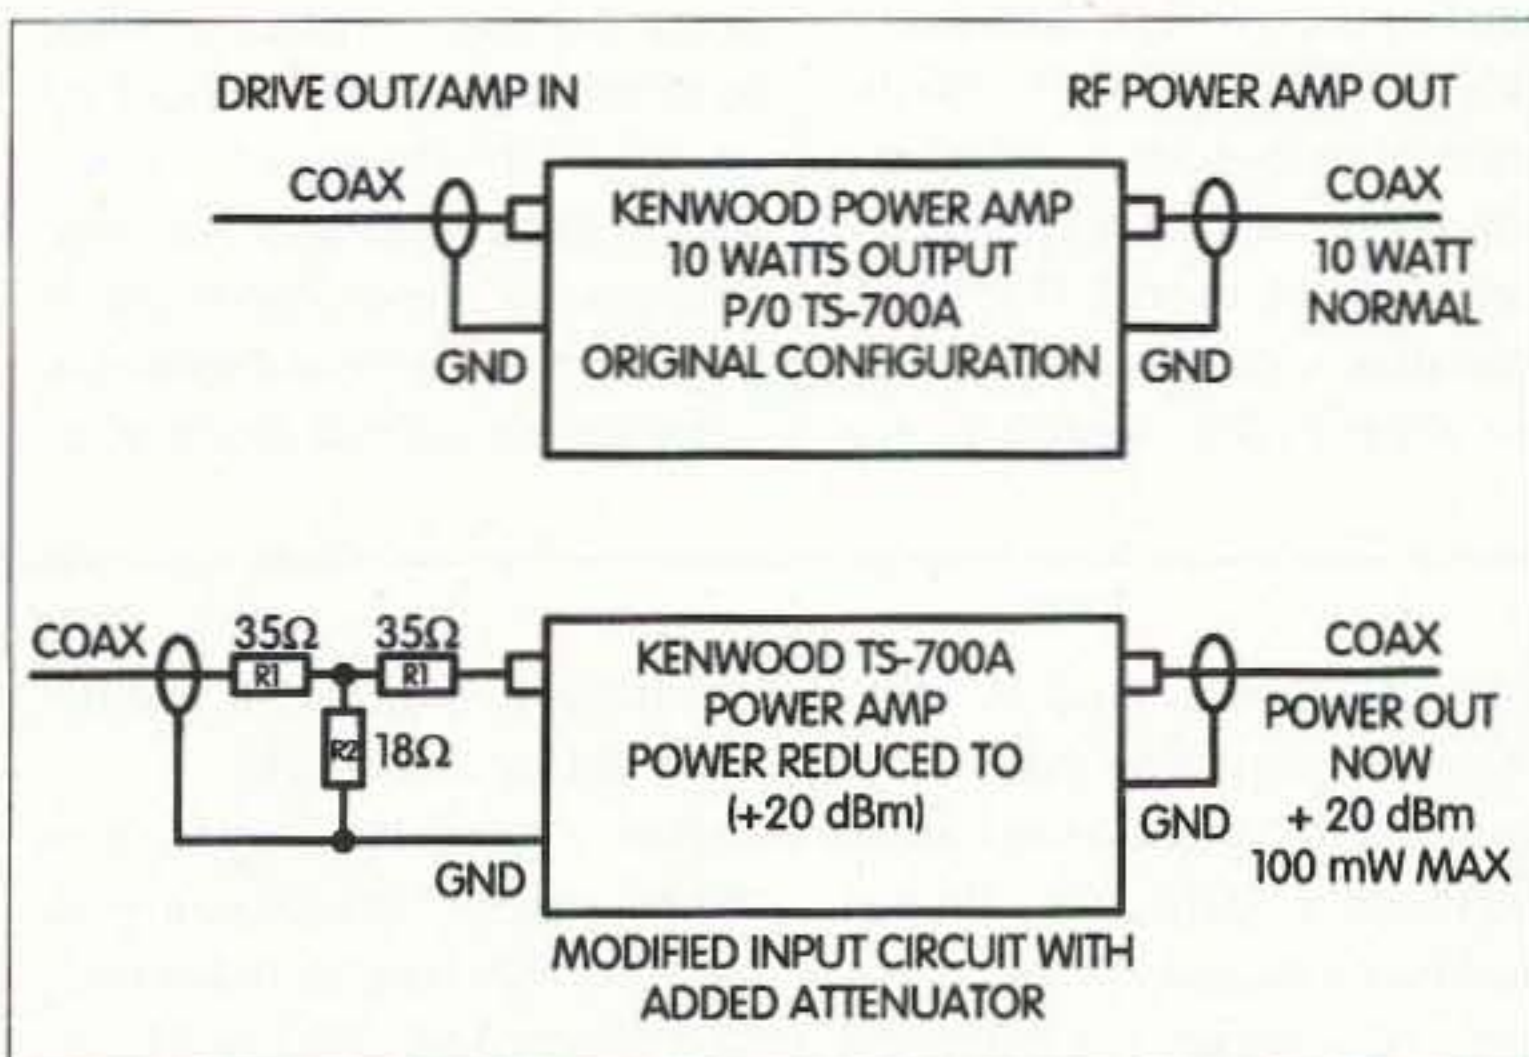 DRIVE OUT/AMP IN
RF POWER AMP OUT
COAX
KENWOOD POWER AMP
10 WATTS OUTPUT
P/0 TS-700A
ORIGINAL CONFIGURATION
GND
COAX
10 WATT
NORMAL
GND
COAX
35Ω
R1
35Ω
R1
R2
18Ω
GND
KENWOOD TS-700A
POWER AMP
POWER REDUCED TO
(+20 dBm)
COAX
POWER OUT
NOW
+ 20 dBm
100 mW MAX
GND
MODIFIED INPUT CIRCUIT WITH
ADDED ATTENUATOR